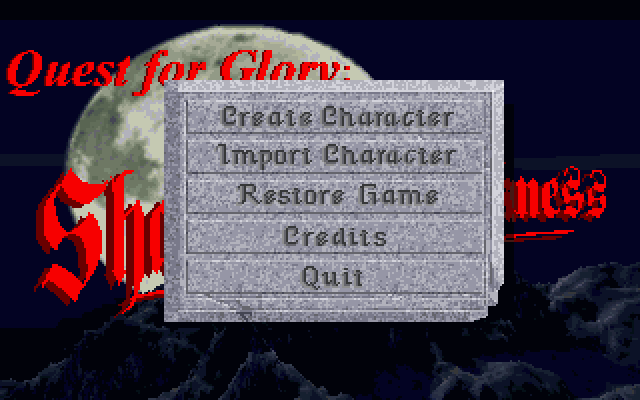 Quest for Glory:
Create Character
Import Character
Restore Game
Credits
Quit